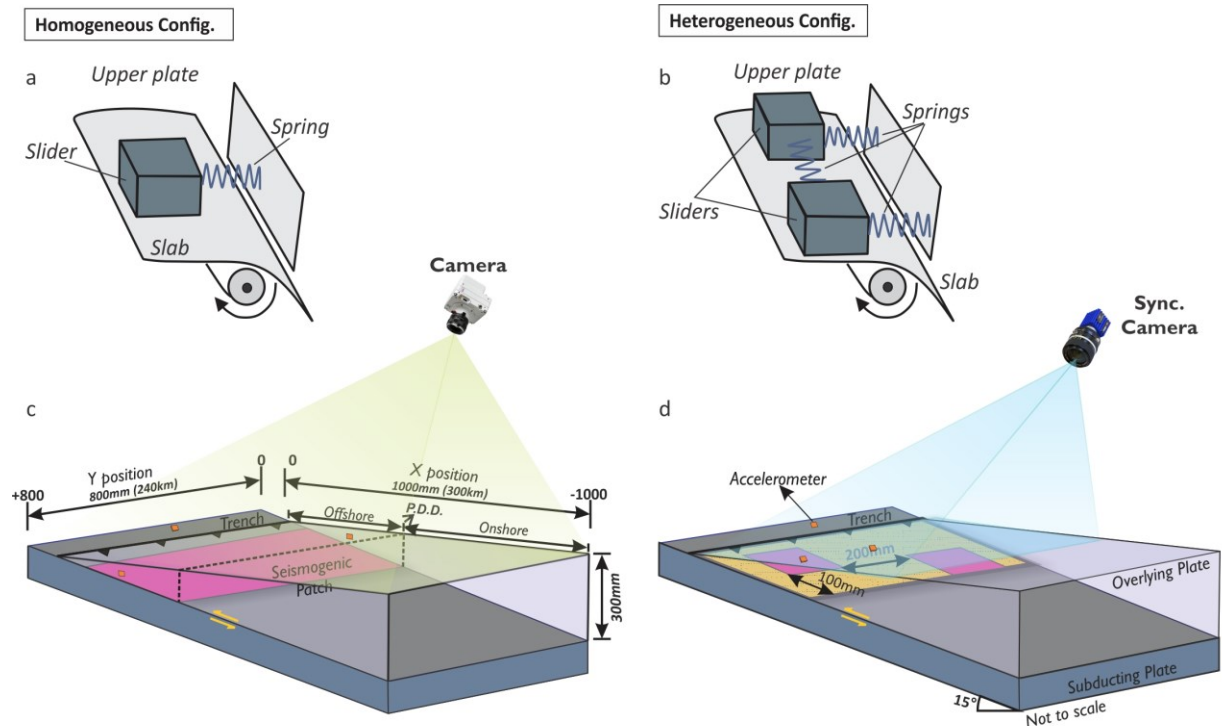 Homogeneous Config.
Heterogeneous Config.
a
Upper plate
Spring
Slider
Slab
b
Upper plate
Springs
Sliders
Slab
Camera
Sync.
Camera
c
Y position
800mm (240km)
0
0
+800
X position
1000mm (300km)
-1000
P.D.D.
Offshore
Onshore
Trench
Seismogenic
Patch
300mm
d
Accelerometer
Trench
200mm
100mm
Overlying Plate
Subducting Plate
15°
Not to scale